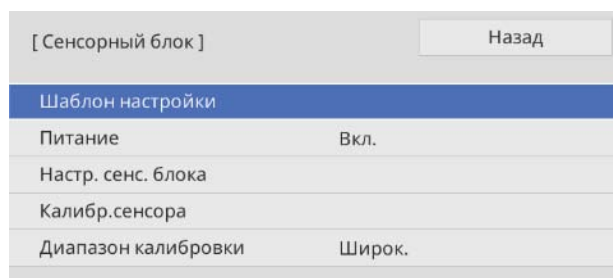 [ Сенсорный блок ] Назад
Шаблон настройки
Питание Вкл.
Настр. сенс. блока
Калибр.сенсора
Диапазон калибровки Широк.